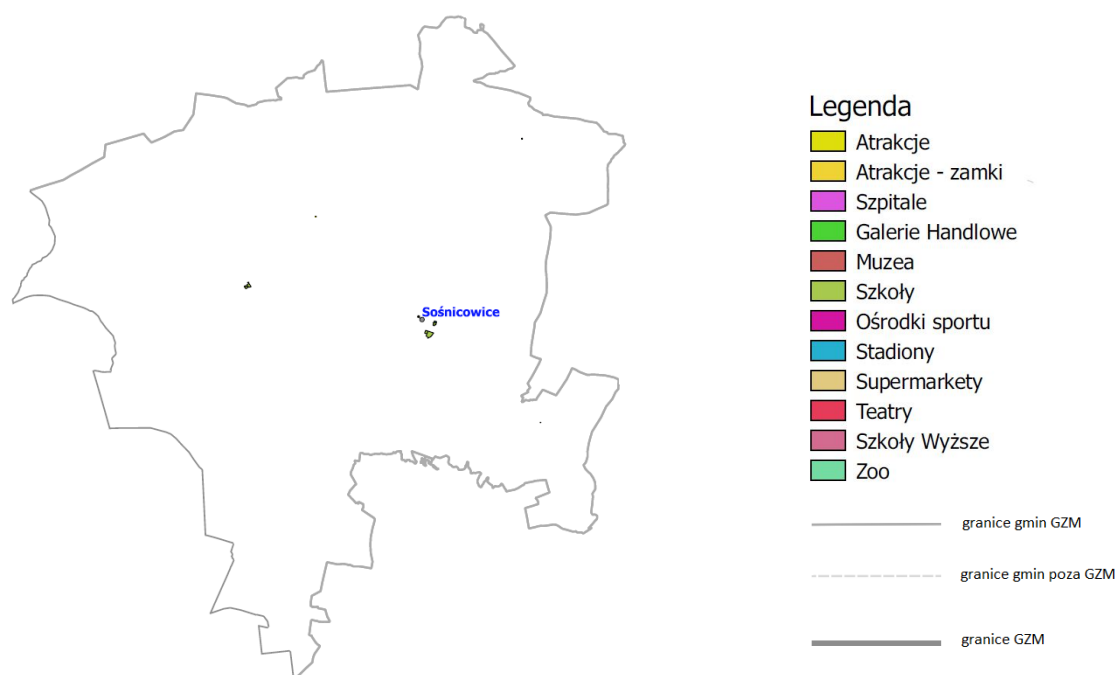 Sośnicowice
Legenda
Atrakcje
Atrakcje - zamki
Szpitale
Galerie Handlowe
Muzea
Szkoły
Ośrodki sportu
Stadiony
Supermarkety
Teatry
Szkoły Wyższe
Zoo
granice gmin GZM
granice gmin poza GZM
granice GZM